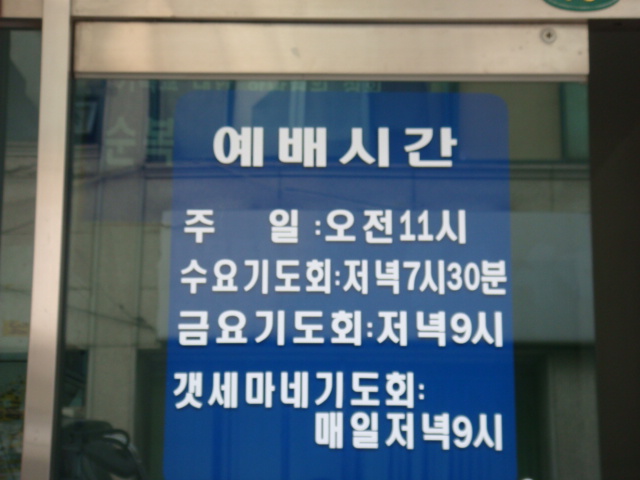 예배시간
주 일 :오전11시
수요기도회:저녁7시30분
금요기도회:저녁9시
갯세마네기도회:
매일저녁9시
순복